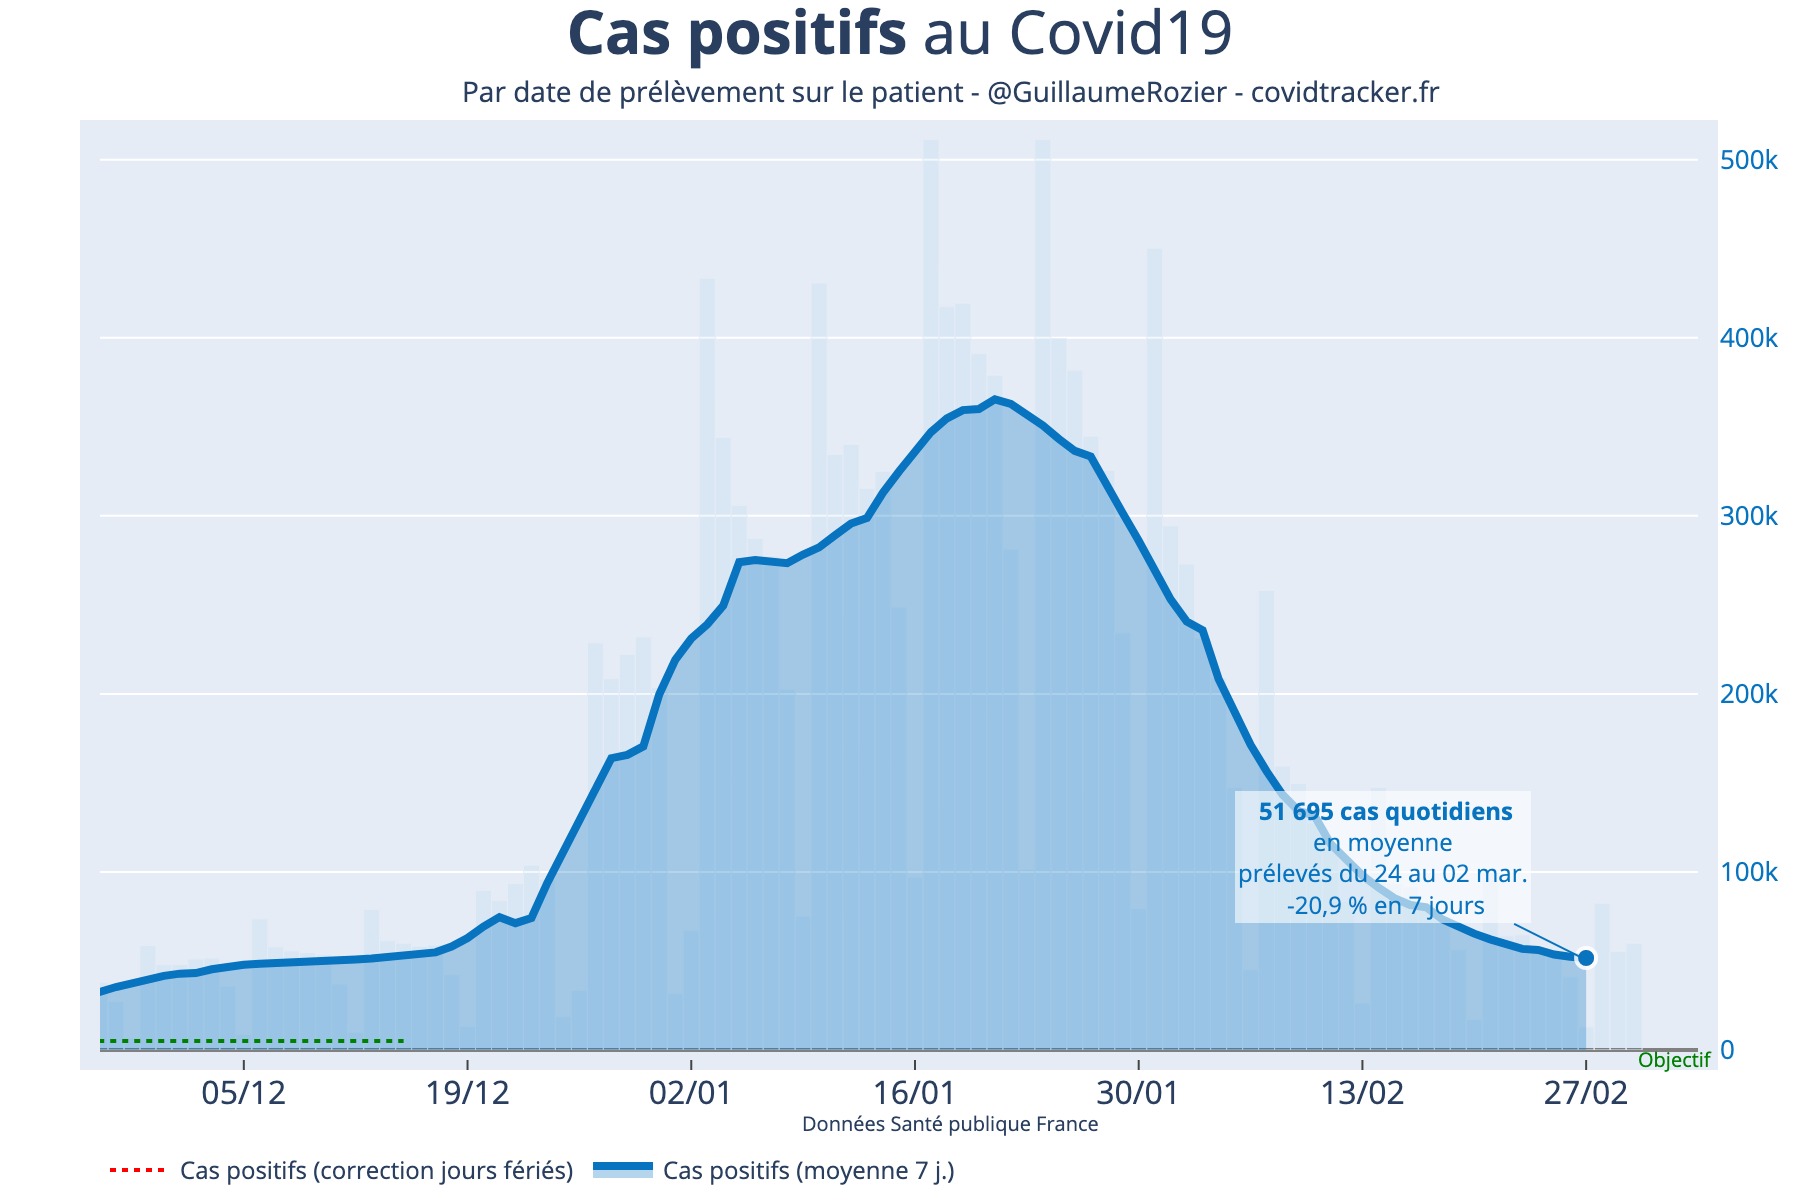 Cas positifs au Covid19
Par date de prélèvement sur le patient - @GuillaumeRozier - covidtracker.fr
500k
400k
300k
200k
100k
0
51 695 cas quotidiens
en moyenne
prélevés du 24 au 02 mar.
-20,9 % en 7 jours
Objectif
05/12 19/12 02/01 16/01 30/01 13/02 27/02
Données Santé publique France
Cas positifs (correction jours fériés) Cas positifs (moyenne 7 j.)